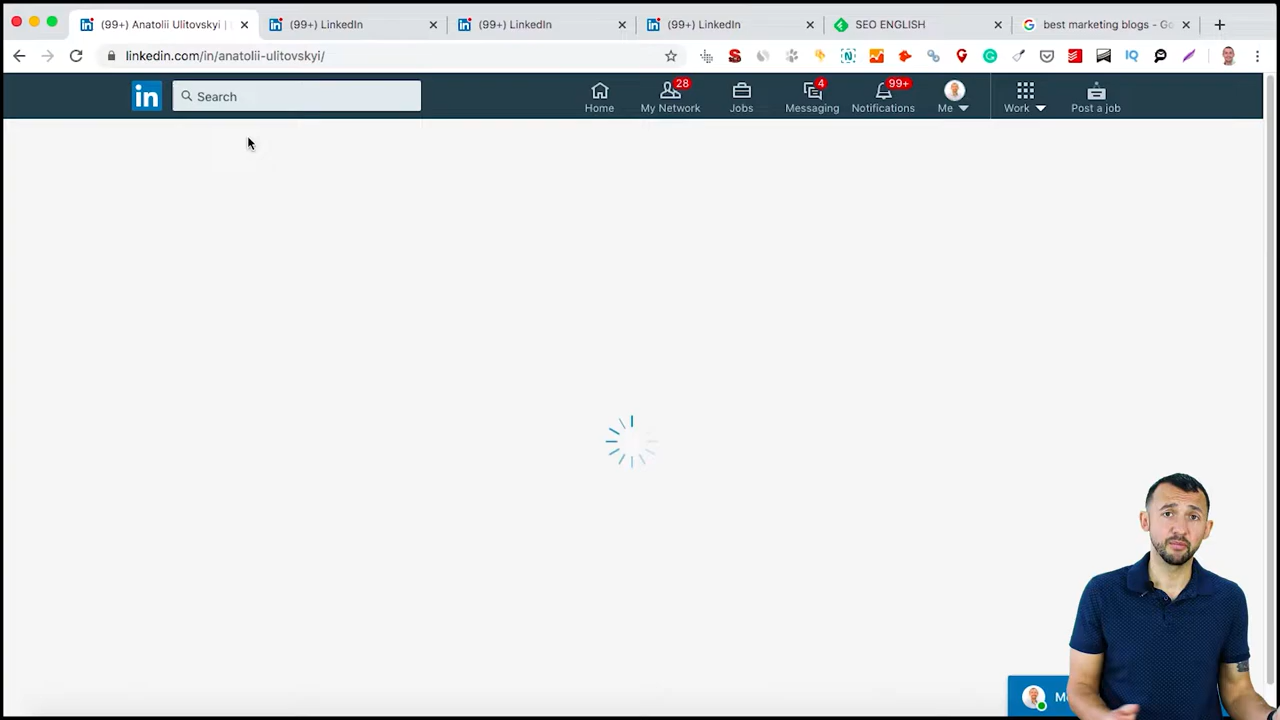 (99+) Anatolii Ulitovskyi |
(99+) LinkedIn
(99+) LinkedIn
(99+) LinkedIn
SEO ENGLISH
best marketing blogs - Go
linkedin.com/in/anatolii-ulitovskyi/
in
Search
28
4
99+
Home
My Network
Jobs
Messaging
Notifications
Me
Work
Post a job